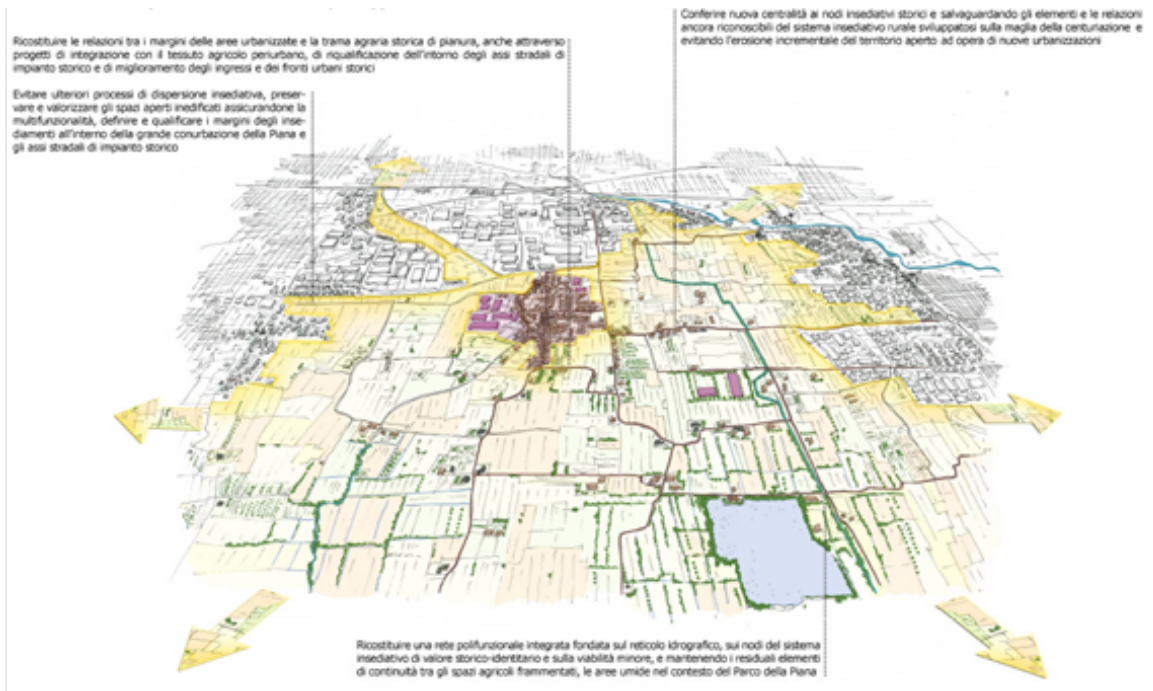 Ricostituire le relazioni tra i margini delle aree urbanizzate e la trama agraria storica di pianura, anche attraverso
progetti di integrazione con il tessuto agricolo periurbano, di riqualificazione dell'intorno degli assi stradali di
impianto storico e di miglioramento degli ingressi e dei fronti urbani storici
Evitare ulteriori processi di dispersione insediativa, preser-
vare e valorizzare gli spazi aperti inedificati assicurandone la
multifunzionalità, definire e qualificare i margini degli inse-
diamenti all'interno della grande conurbazione della Piana e
gli assi stradali di impianto storico
Conferire nuova centralità ai nodi insediativi storici e salvaguardando gli elementi e le relazioni
ancora riconoscibili del sistema insediativo rurale sviluppatosi sulla maglia della centuriazione e
evitando l'erosione incrementale del territorio aperto ad opera di nuove urbanizzazioni
Ricostituire una rete polifunzionale integrata fondata sul reticolo idrografico, sui nodi del sistema
insediativo di valore storico-identitario e sulla viabilità minore, e mantenendo i residuali elementi
di continuità tra gli spazi agricoli frammentati, le aree umide nel contesto del Parco della Piana